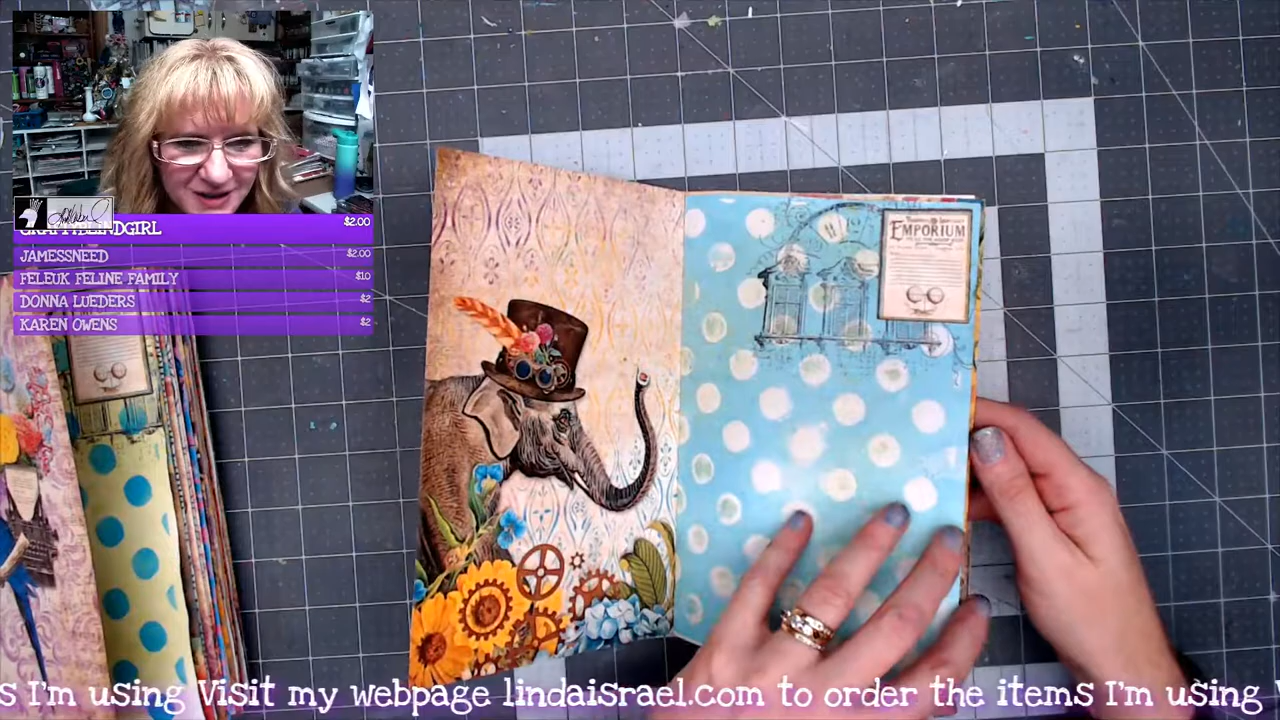 CRAFTYBLINDGIRL $2.00
JAMESSNEED $2.00
FELEUK FELINE FAMILY $10
DONNA LUEDERS $2
KAREN OWENS $2
EMPORIUM
s I'm using Visit my webpage lindaisrael.com to order the items I'm using V